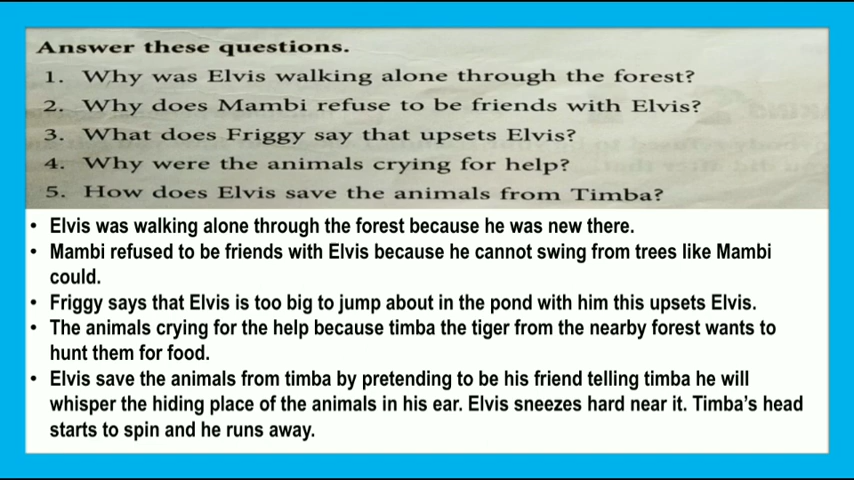 Answer these questions.
1. Why was Elvis walking alone through the forest?
2. Why does Mambi refuse to be friends with Elvis?
3. What does Friggy say that upsets Elvis?
4. Why were the animals crying for help?
5. How does Elvis save the animals from Timba?
• Elvis was walking alone through the forest because he was new there.
• Mambi refused to be friends with Elvis because he cannot swing from trees like Mambi
could.
• Friggy says that Elvis is too big to jump about in the pond with him this upsets Elvis.
• The animals crying for the help because timba the tiger from the nearby forest wants to
hunt them for food.
• Elvis save the animals from timba by pretending to be his friend telling timba he will
whisper the hiding place of the animals in his ear. Elvis sneezes hard near it. Timba's head
starts to spin and he runs away.